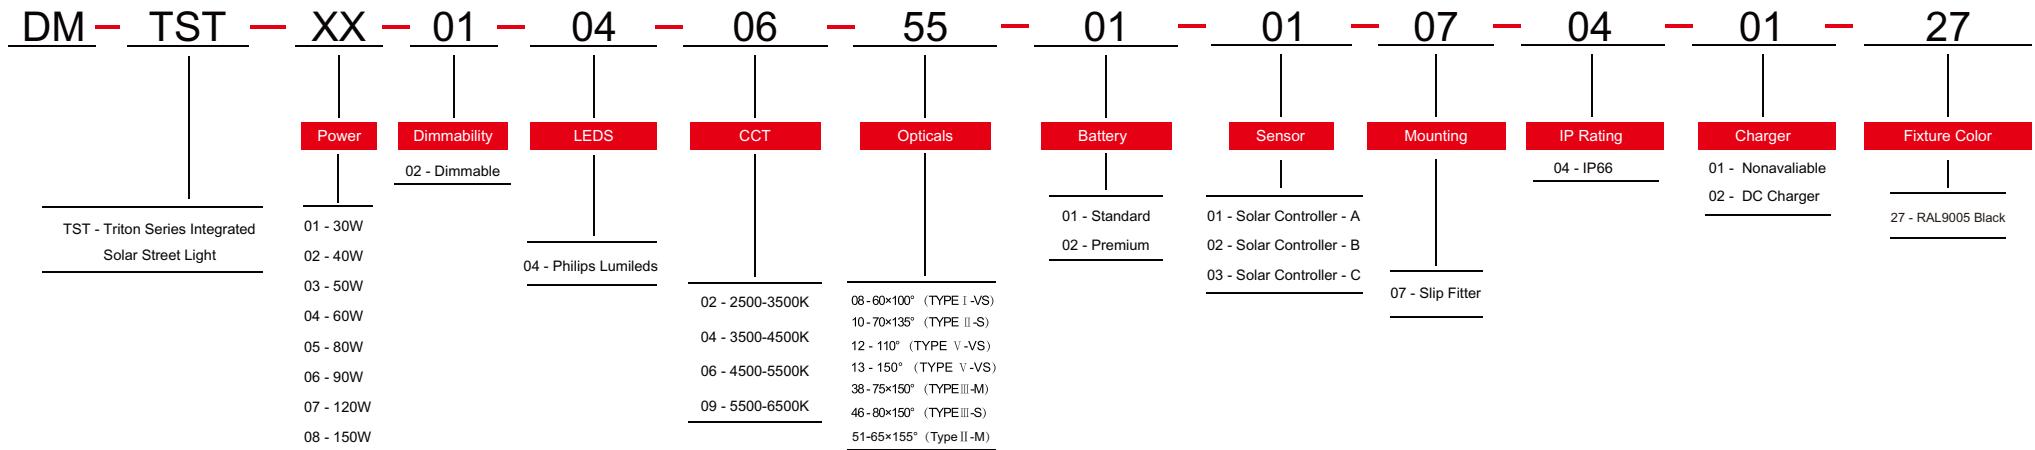 DM — TST — XX — 01 — 04 — 06 — 55 — 01 — 01 — 07 — 04 — 01 — 27
Power
Dimmability
LEDS
CCT
Opticals
Battery
Sensor
Mounting
IP Rating
Charger
Fixture Color
TST - Triton Series Integrated
Solar Street Light
01 - 30W
02 - 40W
03 - 50W
04 - 60W
05 - 80W
06 - 90W
07 - 120W
08 - 150W
02 - Dimmable
04 - Philips Lumileds
02 - 2500-3500K
04 - 3500-4500K
06 - 4500-5500K
09 - 5500-6500K
08-60×100° (TYPE Ⅰ-VS)
10-70×135° (TYPE Ⅱ-S)
12 - 110° (TYPE Ⅴ-VS)
13 - 150° (TYPE Ⅴ-VS)
38-75×150° (TYPEⅢ-M)
46-80×150° (TYPEⅢ-S)
51-65×155° (Type Ⅱ-M)
01 - Standard
02 - Premium
01 - Solar Controller - A
02 - Solar Controller - B
03 - Solar Controller - C
07 - Slip Fitter
04 - IP66
01 - Nonavaliable
02 - DC Charger
27 - RAL9005 Black